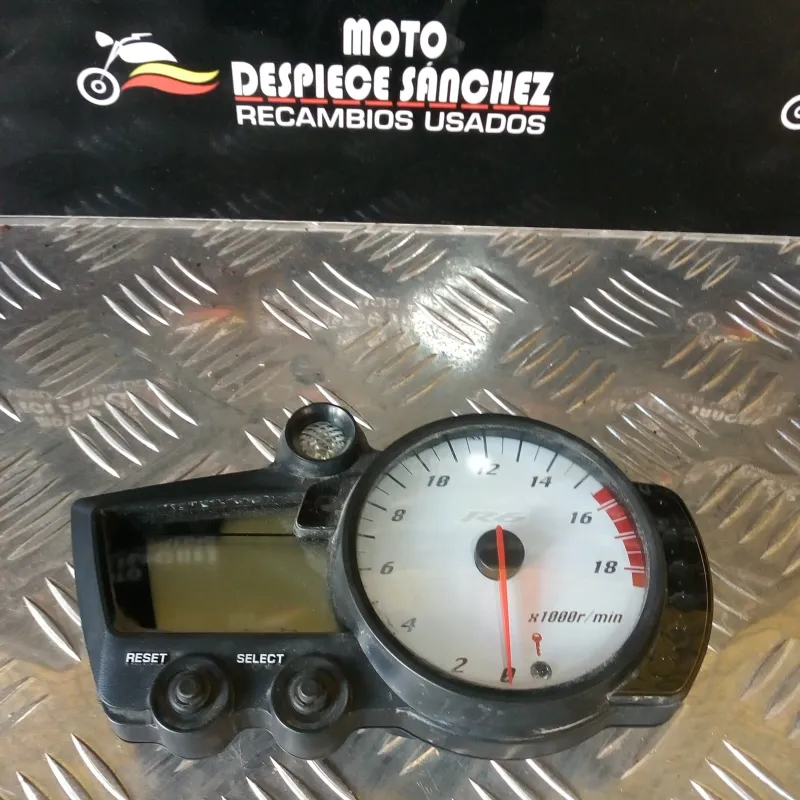 MOTO
DESPIECE SÁNCHEZ
RECAMBIOS USADOS
10 12 14
8 16
R6
6 18
4 x1000r/min
2 0
RESET SELECT